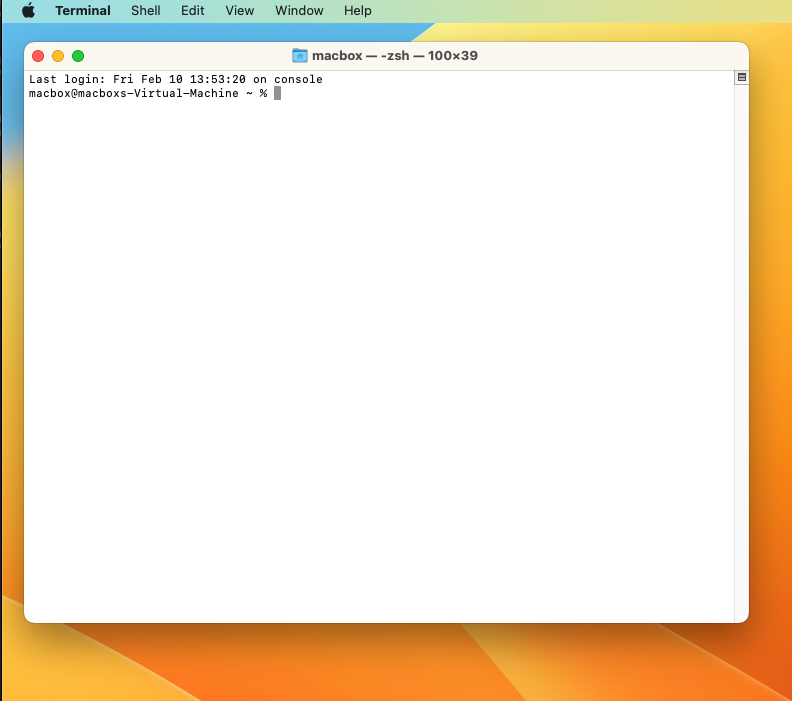 Terminal Shell Edit View Window Help
macbox — -zsh — 100×39
Last login: Fri Feb 10 13:53:20 on console
macbox@macboxs-Virtual-Machine ~ %